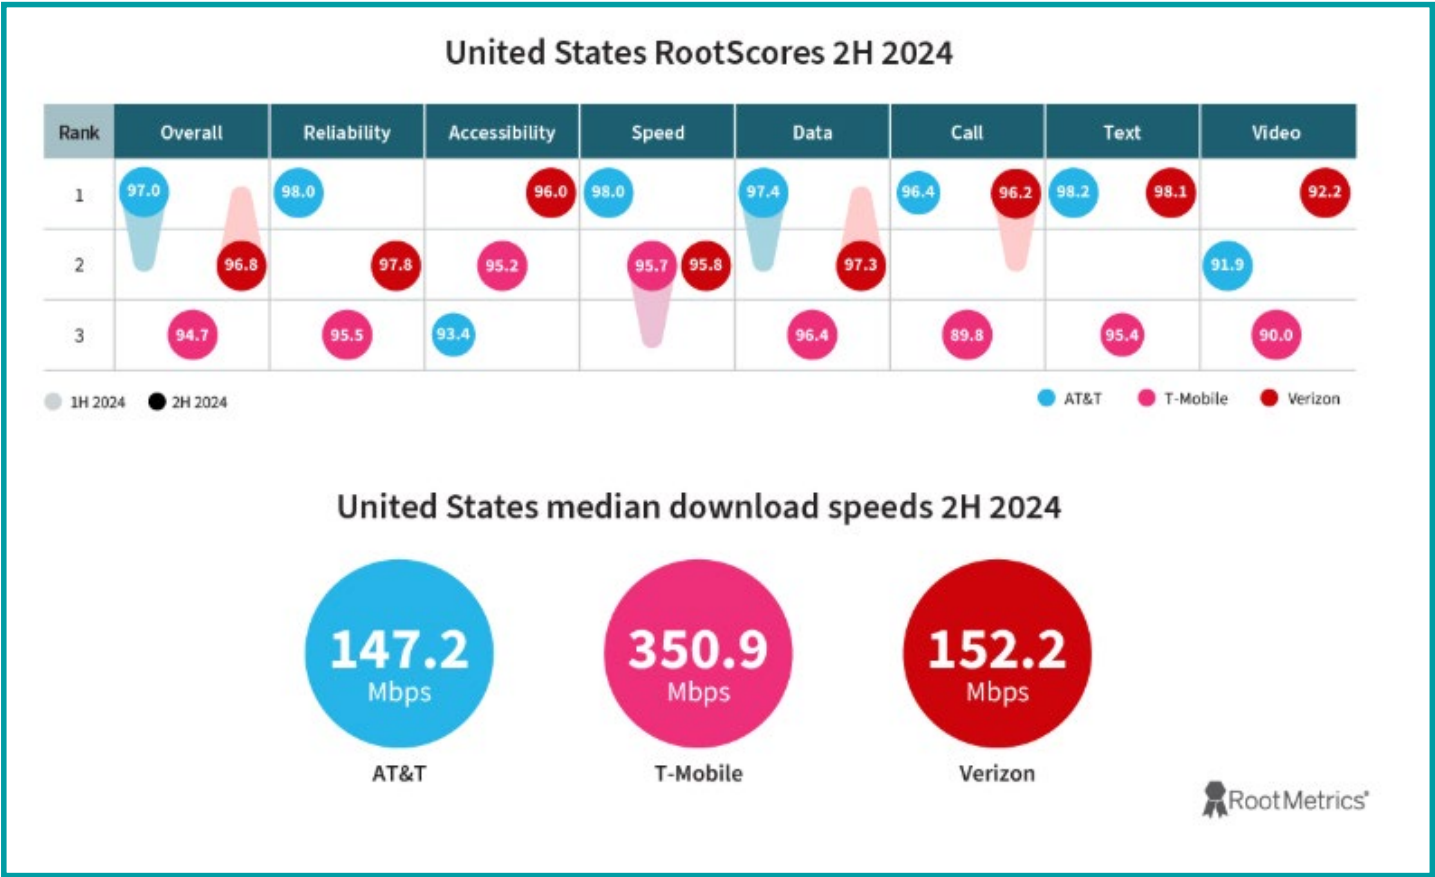 United States RootScores 2H 2024
Rank Overall Reliability Accessibility Speed Data Call Text Video
1 97.0 98.0 96.0 98.0 97.4 96.4 96.2 98.2 98.1 92.2
2 96.8 97.8 95.2 95.7 95.8 97.3 91.9
3 94.7 95.5 93.4 96.4 89.8 95.4 90.0
1H 2024 2H 2024 AT&T T-Mobile Verizon
United States median download speeds 2H 2024
147.2 350.9 152.2
Mbps Mbps Mbps
AT&T T-Mobile Verizon
RootMetrics®